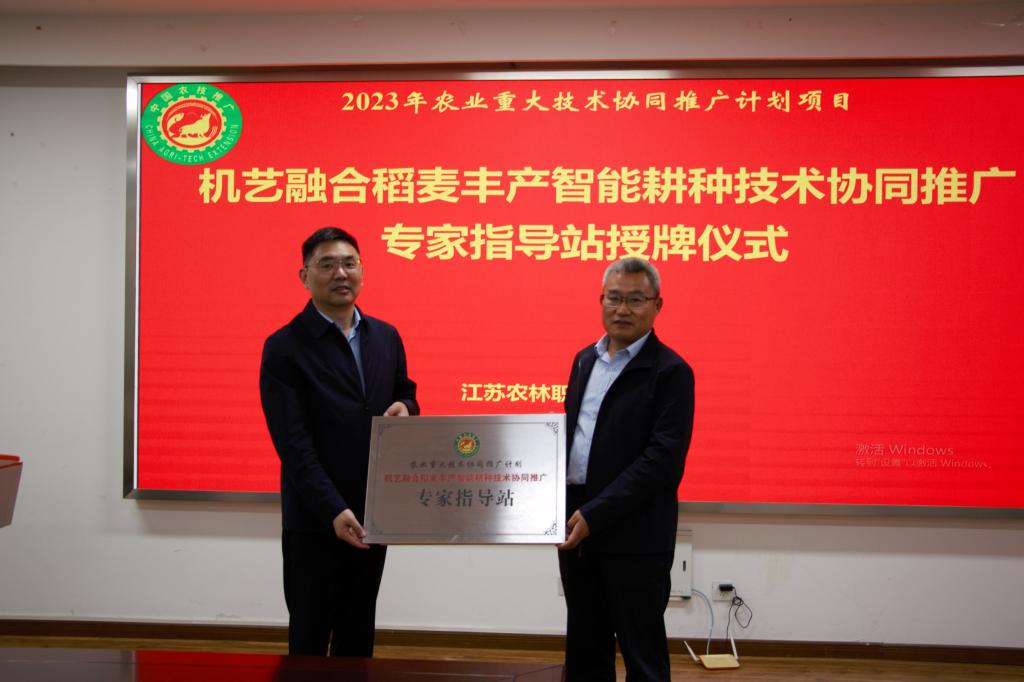 中国农技推广
CHINA AGRI-TECH EXTENSION
2023年农业重大技术协同推广计划项目
机艺融合稻麦丰产智能耕种技术协同推广
专家指导站授牌仪式
江苏农林职
激活 Windows
转到"设置"以激活 Windows。
农业重大技术协同推广计划
机艺融合稻麦丰产智能耕种技术协同推广
专家指导站